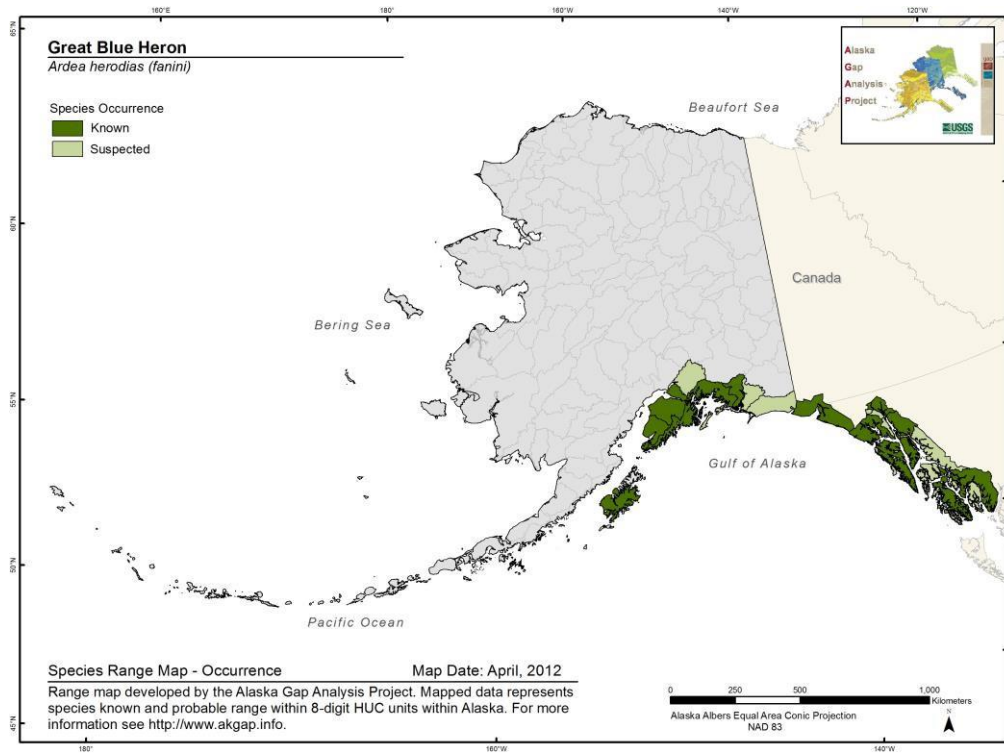 160°E
180°
160°W
140°W
120°W
65°N
60°N
55°N
50°N
45°N
Great Blue Heron
Ardea herodias (fanini)
Species Occurrence
Known
Suspected
Alaska
Gap
Analysis
Project
USGS
Beaufort Sea
Canada
Bering Sea
Gulf of Alaska
Pacific Ocean
Species Range Map - Occurrence Map Date: April, 2012
Range map developed by the Alaska Gap Analysis Project. Mapped data represents
species known and probable range within 8-digit HUC units within Alaska. For more
information see http://www.akgap.info.
0 250 500 1,000
Kilometers
Alaska Albers Equal Area Conic Projection
NAD 83
N
180°
160°W
140°W